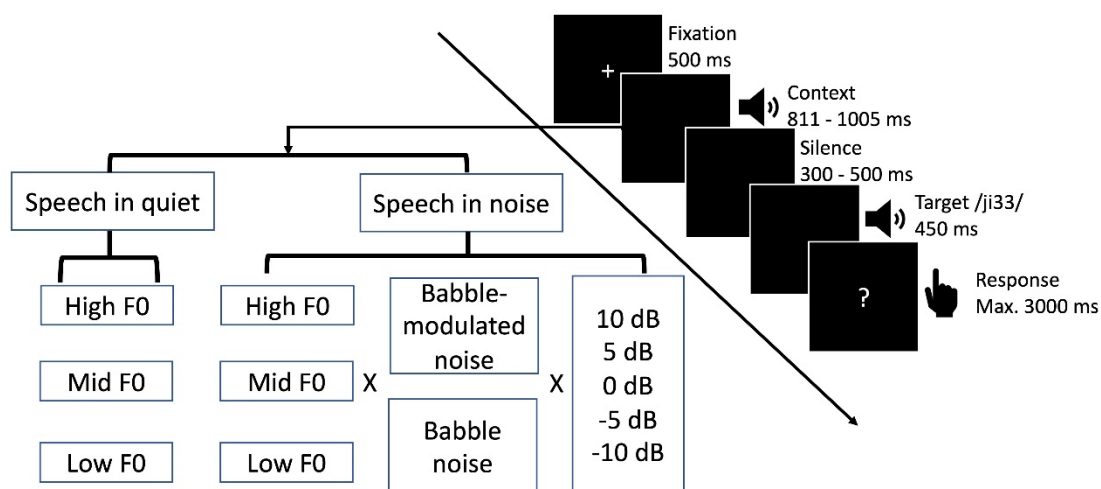 Fixation
500 ms
+
Context
811 - 1005 ms
Silence
300 - 500 ms
Target /ji33/
450 ms
?
Response
Max. 3000 ms
Speech in quiet
Speech in noise
High F0
Mid F0
Low F0
High F0
Mid F0
Low F0
X
Babble-
modulated
noise
Babble
noise
X
10 dB
5 dB
0 dB
-5 dB
-10 dB